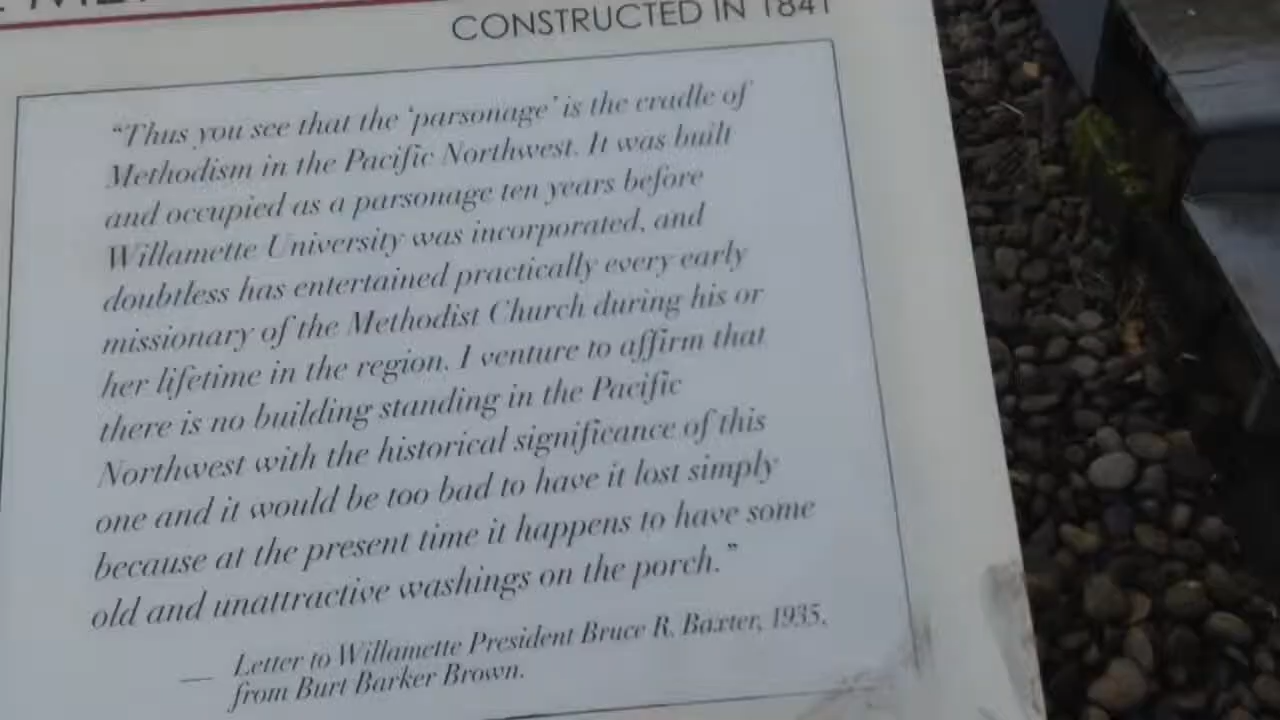 CONSTRUCTED IN 1841
“Thus you see that the ‘parsonage’ is the cradle of
Methodism in the Pacific Northwest. It was built
and occupied as a parsonage ten years before
Willamette University was incorporated, and
doubtless has entertained practically every early
missionary of the Methodist Church during his or
her lifetime in the region. I venture to affirm that
there is no building standing in the Pacific
Northwest with the historical significance of this
one and it would be too bad to have it lost simply
because at the present time it happens to have some
old and unattractive washings on the porch.”
— Letter to Willamette President Bruce R. Baxter, 1935,
from Burt Barker Brown.